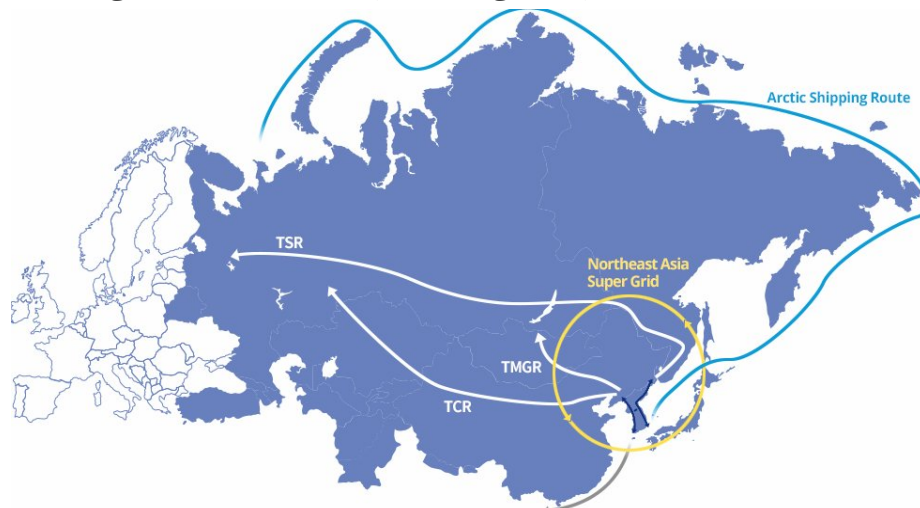 Arctic Shipping Route
TSR
Northeast Asia
Super Grid
TMGR
TCR